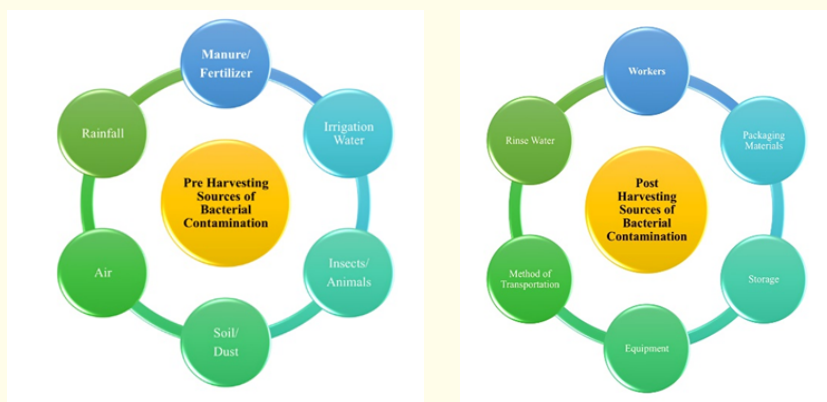 Manure/
Fertilizer
Irrigation
Water
Insects/
Animals
Soil/
Dust
Air
Rainfall
Pre Harvesting
Sources of
Bacterial
Contamination
Workers
Packaging
Materials
Storage
Equipment
Method of
Transportation
Rinse Water
Post
Harvesting
Sources of
Bacterial
Contamination